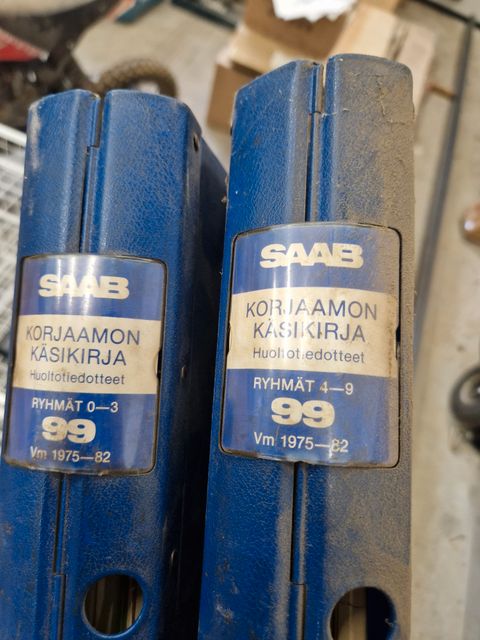 SAAB
KORJAAMON
KÄSIKIRJA
Huoltotiedotteet
RYHMÄT 0—3
99
Vm 1975—82
SAAB
KORJAAMON
KÄSIKIRJA
Huoltotiedotteet
RYHMÄT 4—9
99
Vm 1975—82